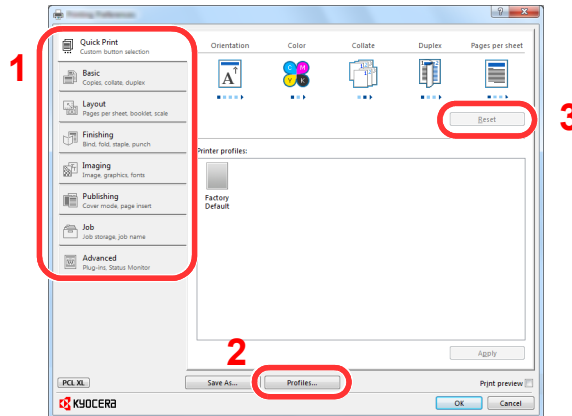 1
Quick Print
Custom button selection
Basic
Copies, collate, duplex
Layout
Pages per sheet, booklet, scale
Finishing
Bind, fold, staple, punch
Imaging
Image, graphics, fonts
Publishing
Cover mode, page insert
Job
Job storage, job name
Advanced
Plug-ins, Status Monitor
Orientation Color Collate Duplex Pages per sheet
A
C M
Y K
Reset
3
Printer profiles:
Factory
Default
Apply
2
PCL XL
Save As...
Profiles...
Print preview
KYOCERA
OK
Cancel